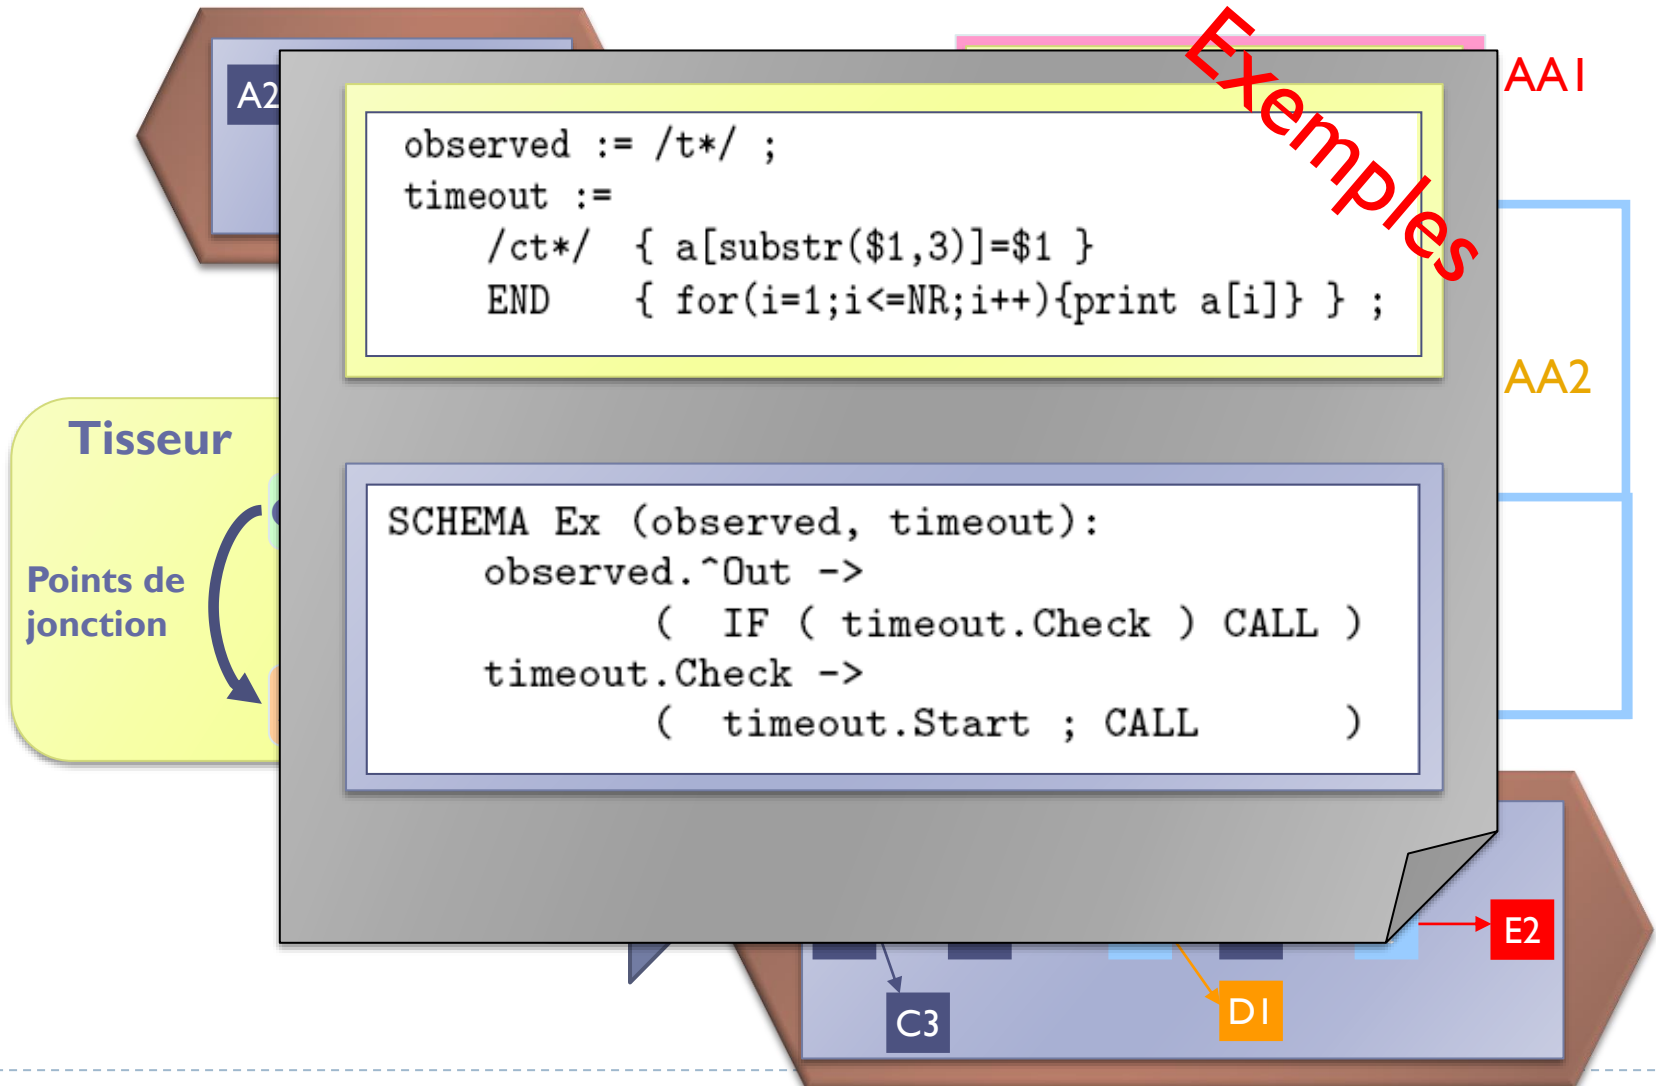 A2
Exemples
AA1
observed := /t*/ ;
timeout :=
/ct*/ { a[substr($1,3)]=$1 }
END { for(i=1;i<=NR;i++){print a[i]} } ;
AA2
Tisseur
Points de
jonction
SCHEMA Ex (observed, timeout):
observed.^Out ->
( IF ( timeout.Check ) CALL )
timeout.Check ->
( timeout.Start ; CALL )
E2
C3
D1